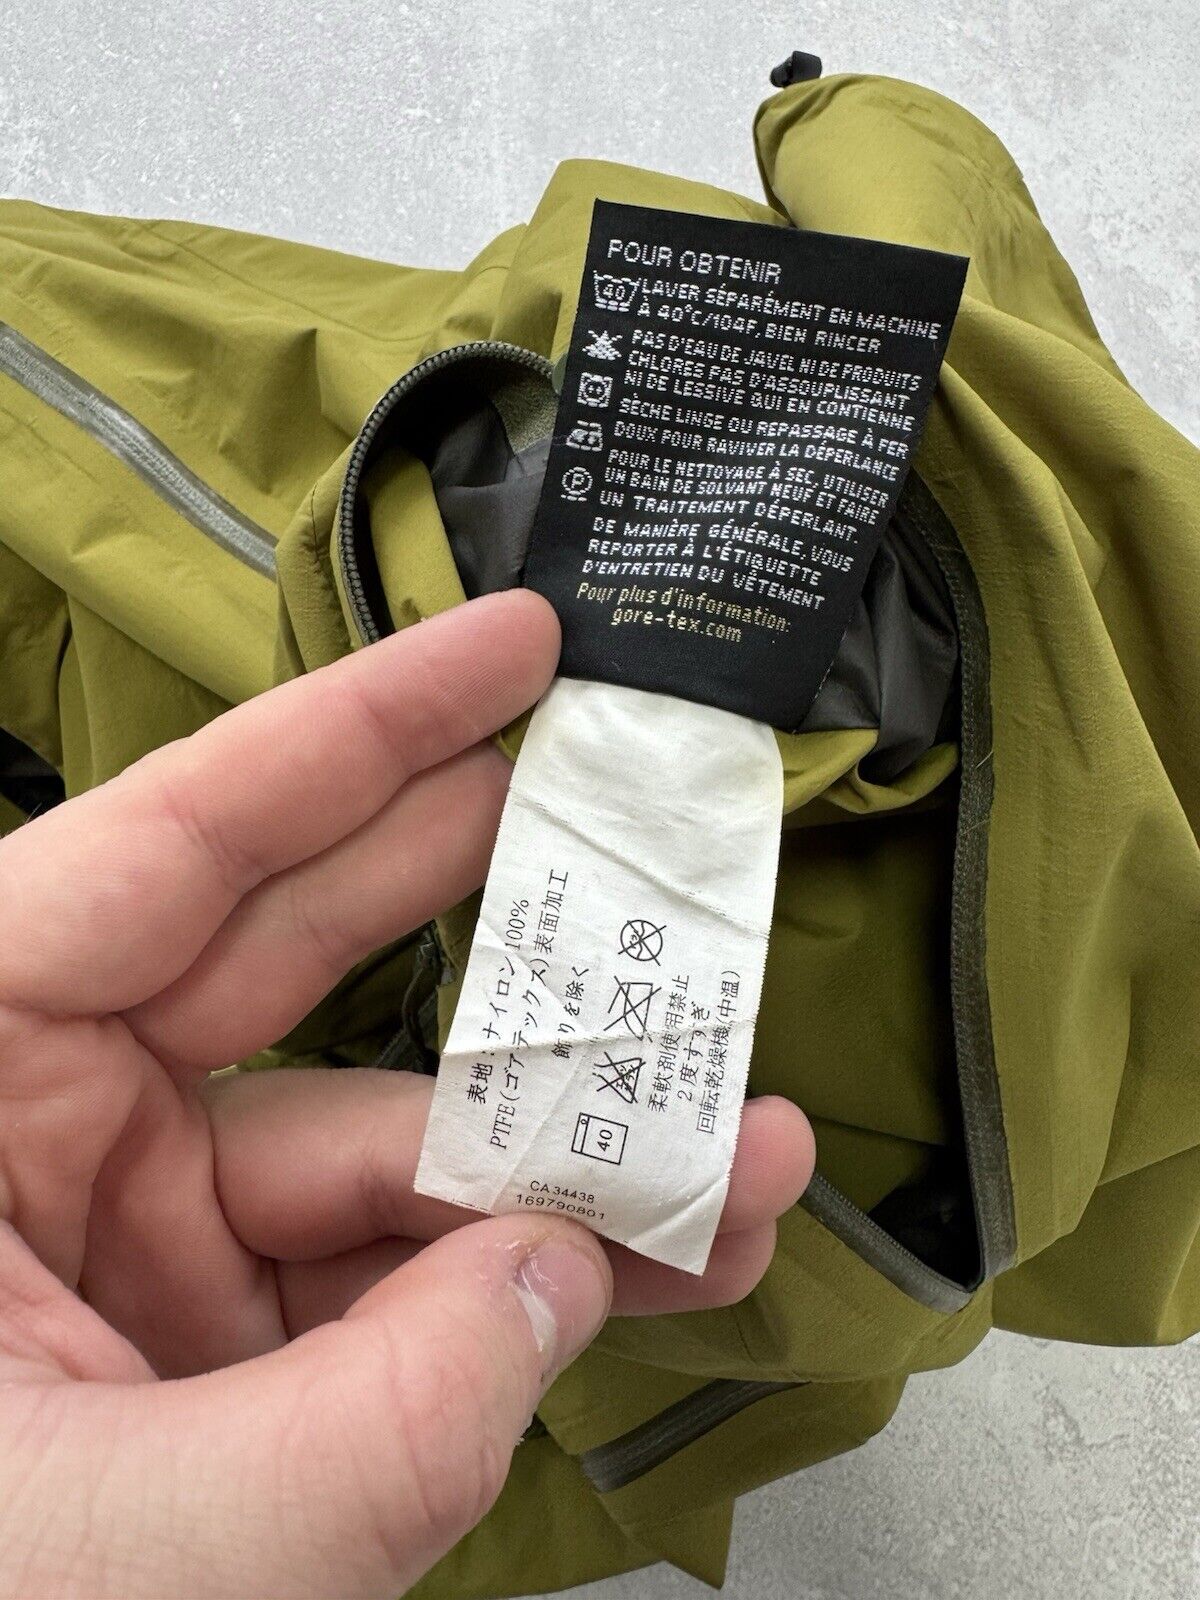 POUR OBTENIR
40
LAVER SÉPARÉMENT EN MACHINE
À 40°C/104F, BIEN RINCER
PAS D'EAU DE JAVEL NI DE PRODUITS
CHLORES PAS D'ASSOUPLISSANT
NI DE LESSIVE QUI EN CONTIENNE
SÈCHE LINGE OU REPASSAGE À FER
DOUX POUR RAVIVER LA DÉPERLANCE
P
POUR LE NETTOYAGE À SEC, UTILISER
UN BAIN DE SOLVANT NEUF ET FAIRE
UN TRAITEMENT DÉPERLANT.
DE MANIÈRE GÉNÉRALE, VOUS
REPORTER À L'ÉTIQUETTE
D'ENTRETIEN DU VÊTEMENT
Pour plus d'information:
gore-tex.com
表地:ナイロン100%
PTFE(ゴアテックス)表面加工
飾りを除く
40
柔軟剤使用禁止
2度すすぎ
回転乾燥機(中温)
CA 34438
169790801